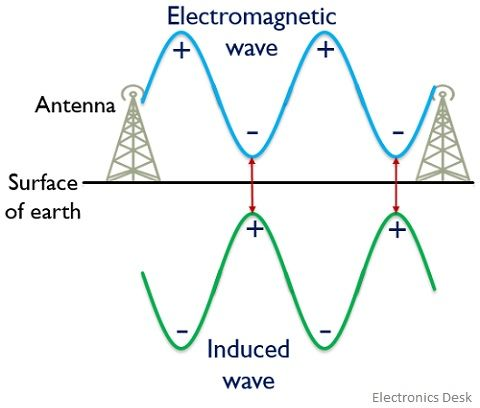 Electromagnetic
wave
+
+
Antenna
-
-
Surface
of earth
+
+
-
-
Induced
wave
Electronics Desk